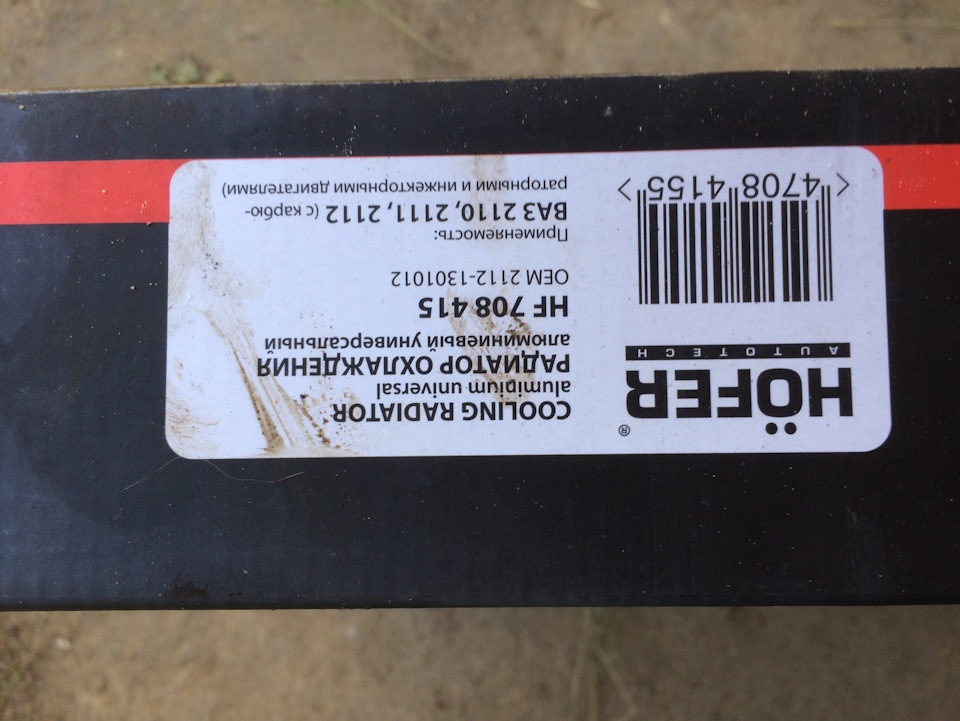 HÖFER®
AUTOTECH
COOLING RADIATOR
aluminium universal
РАДИАТОР ОХЛАЖДЕНИЯ
алюминиевый универсальный
HF 708 415
OEM 2112-1301012
Применяемость:
ВАЗ 2110, 2111, 2112 (с карбю-
раторными и инжекторными двигателями)
<4708 4155>